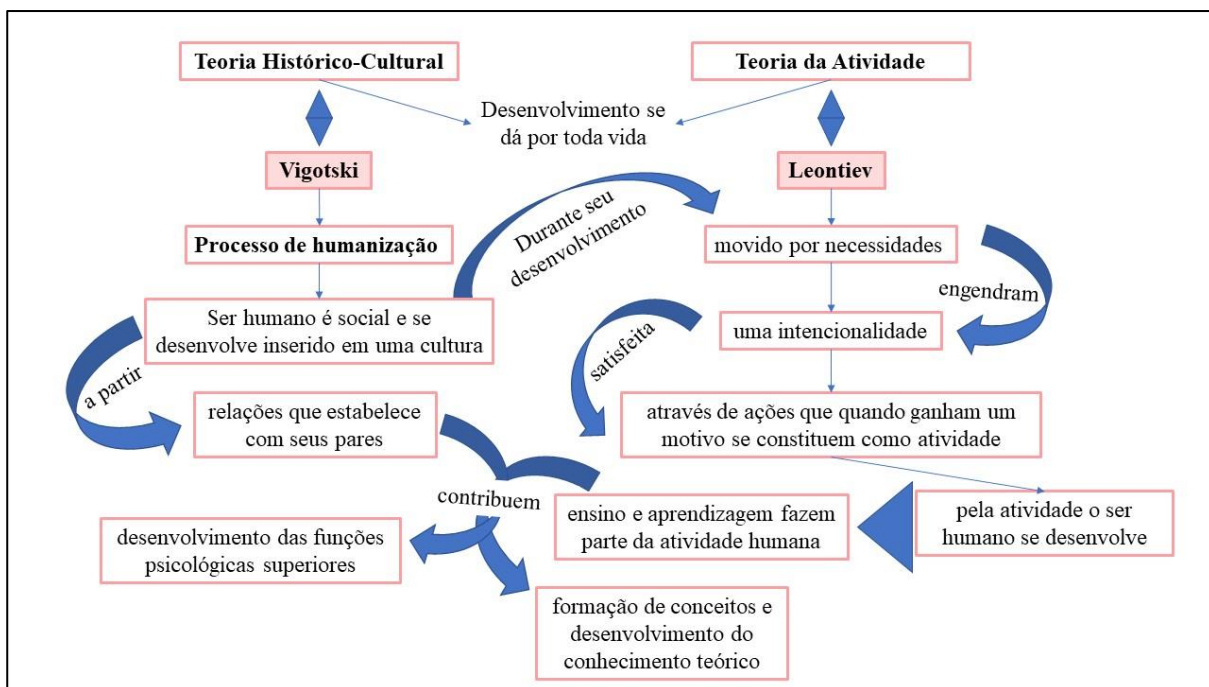 Teoria Histórico-Cultural
Teoria da Atividade
Desenvolvimento se
dá por toda vida
Vigotski
Leontiev
Durante seu
desenvolvimento
Processo de humanização
movido por necessidades
engendram
Ser humano é social e se
desenvolve inserido em uma cultura
uma intencionalidade
satisfeita
a partir
relações que estabelece
com seus pares
através de ações que quando ganham um
motivo se constituem como atividade
contribuem
ensino e aprendizagem fazem
parte da atividade humana
pela atividade o ser
humano se desenvolve
desenvolvimento das funções
psicológicas superiores
formação de conceitos e
desenvolvimento do
conhecimento teórico